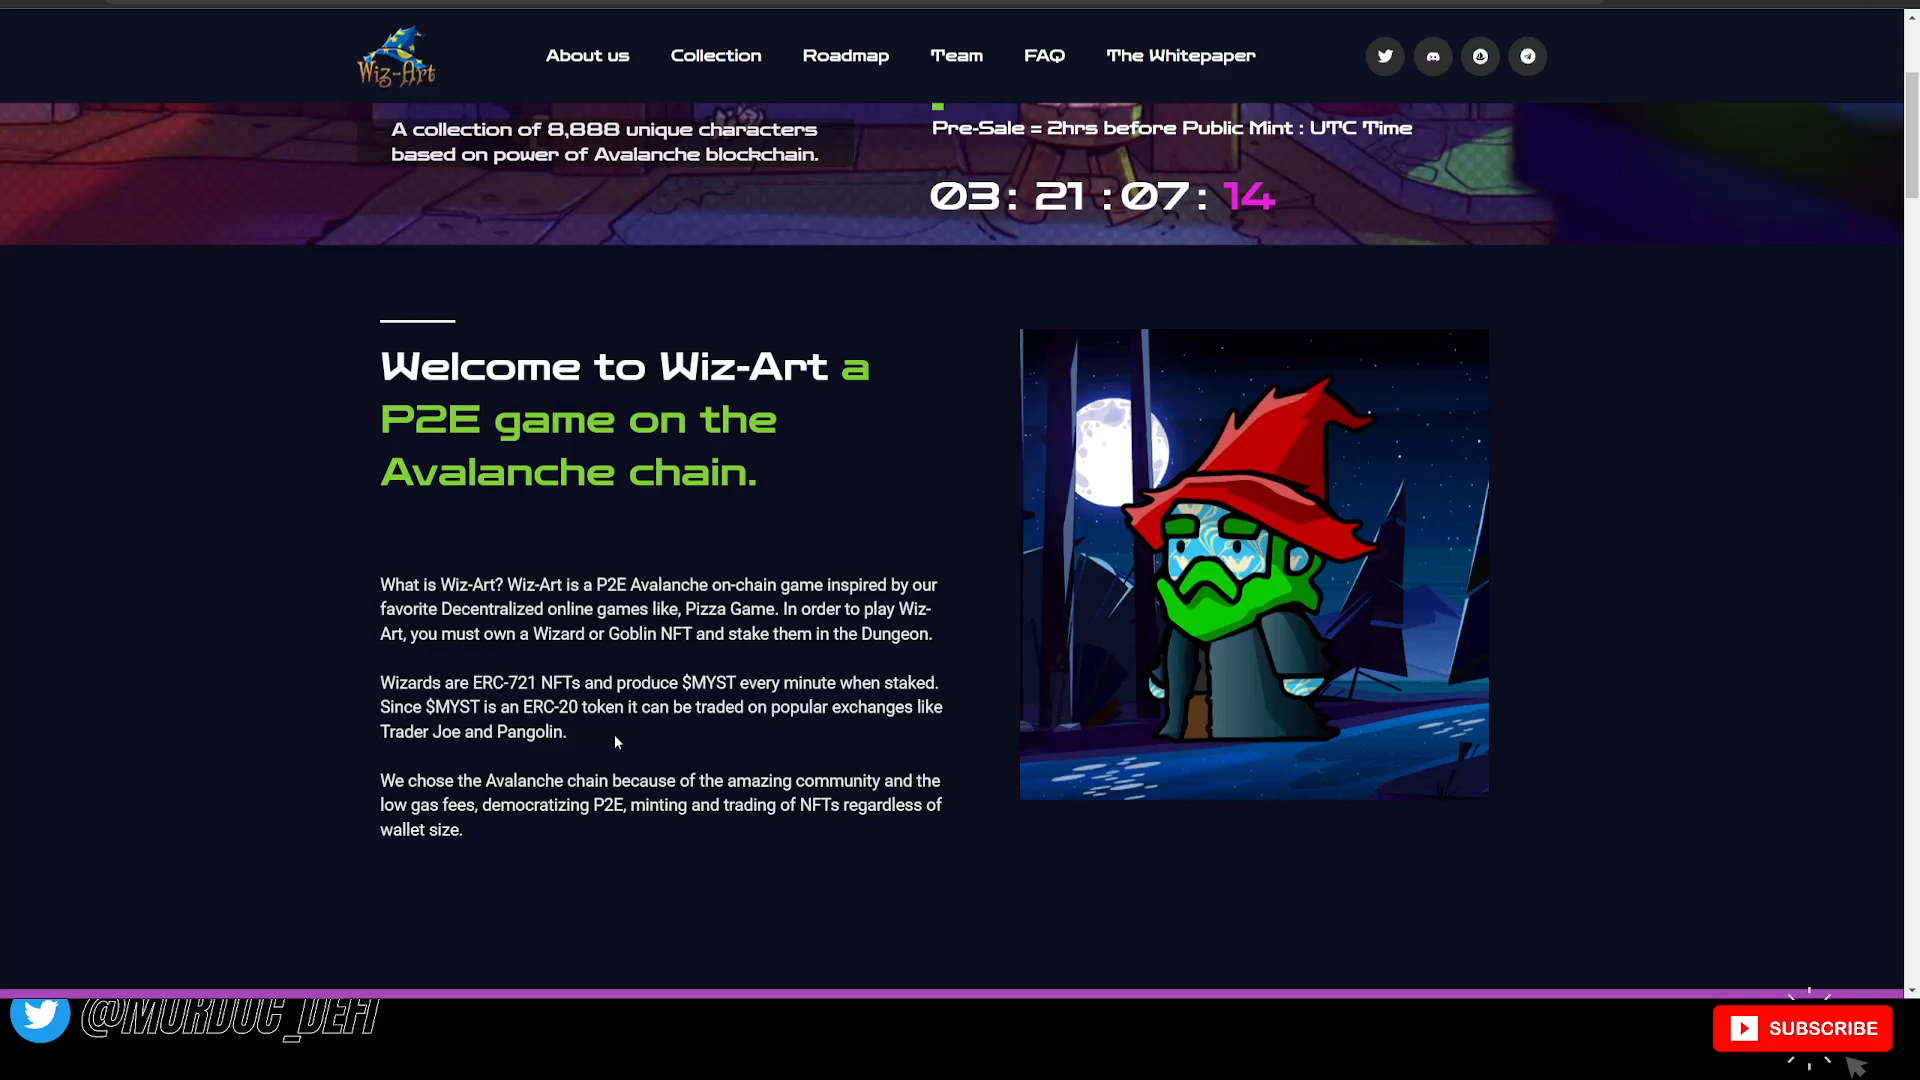 Wiz-Art
About us
Collection
Roadmap
Team
FAQ
The Whitepaper
A collection of 8,888 unique characters
based on power of Avalanche blockchain.
Pre-Sale = 2hrs before Public Mint : UTC Time
03: 21 :07: 14
Welcome to Wiz-Art a
P2E game on the
Avalanche chain.
What is Wiz-Art? Wiz-Art is a P2E Avalanche on-chain game inspired by our
favorite Decentralized online games like, Pizza Game. In order to play Wiz-
Art, you must own a Wizard or Goblin NFT and stake them in the Dungeon.
Wizards are ERC-721 NFTs and produce $MYST every minute when staked.
Since $MYST is an ERC-20 token it can be traded on popular exchanges like
Trader Joe and Pangolin.
We chose the Avalanche chain because of the amazing community and the
low gas fees, democratizing P2E, minting and trading of NFTs regardless of
wallet size.
@MURDOC_DEFI
SUBSCRIBE